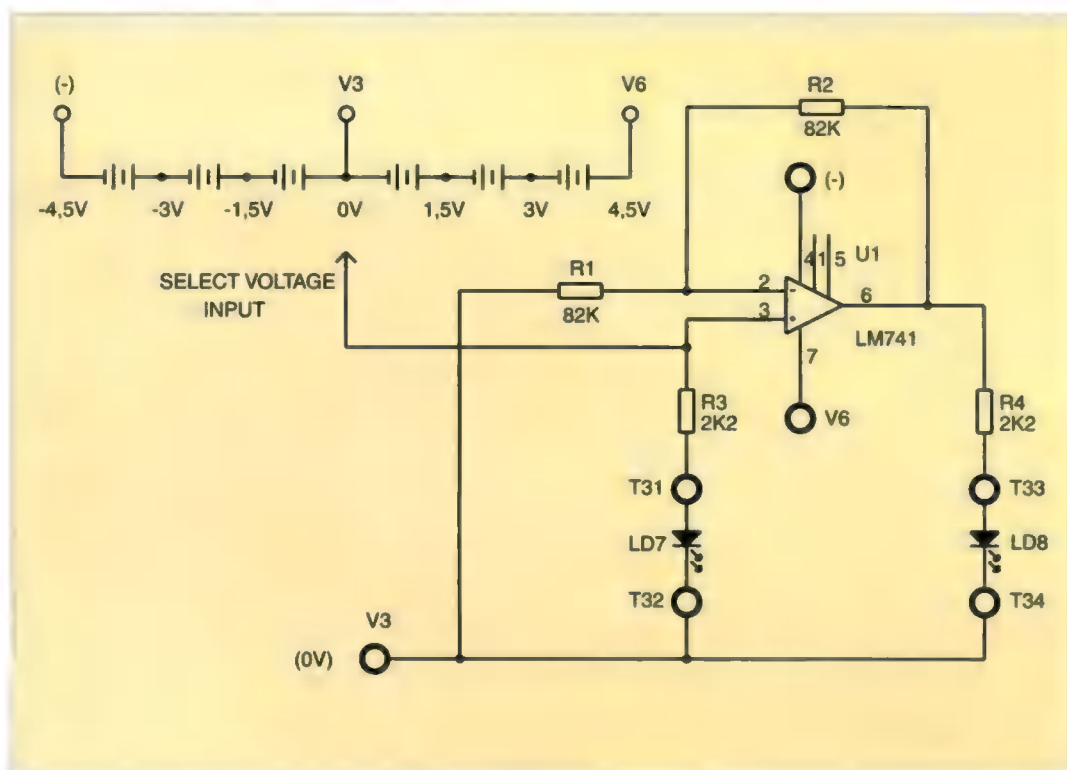 (-)
V3
V6
-4,5V
-3V
-1,5V
0V
1,5V
3V
4,5V
SELECT VOLTAGE
INPUT
R2
82K
(-)
4
1
5
U1
R1
82K
2
-
3
+
6
LM741
7
V6
R3
2K2
R4
2K2
T31
T33
LD7
LD8
T32
T34
V3
(0V)